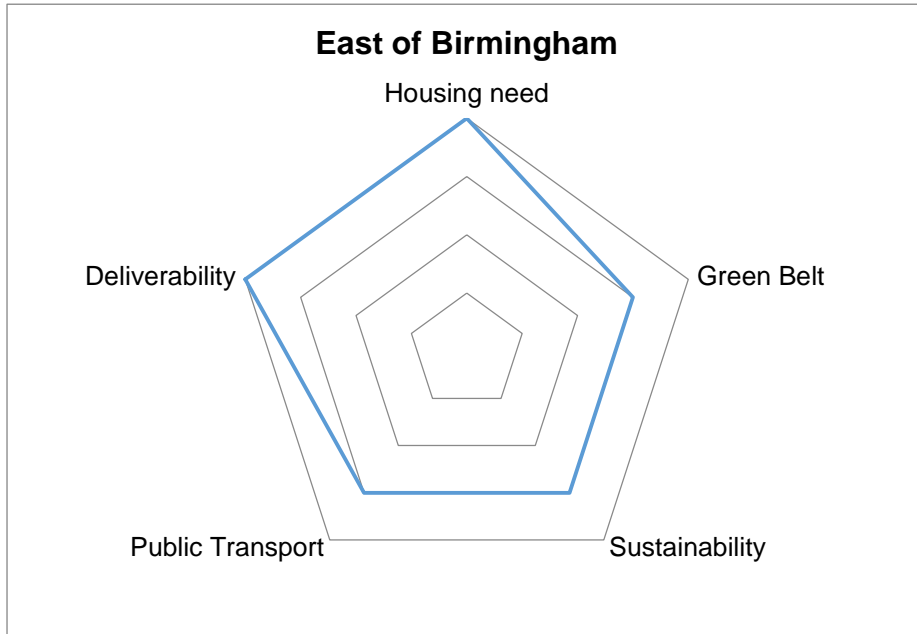 East of Birmingham
Housing need
Deliverability
Green Belt
Public Transport
Sustainability